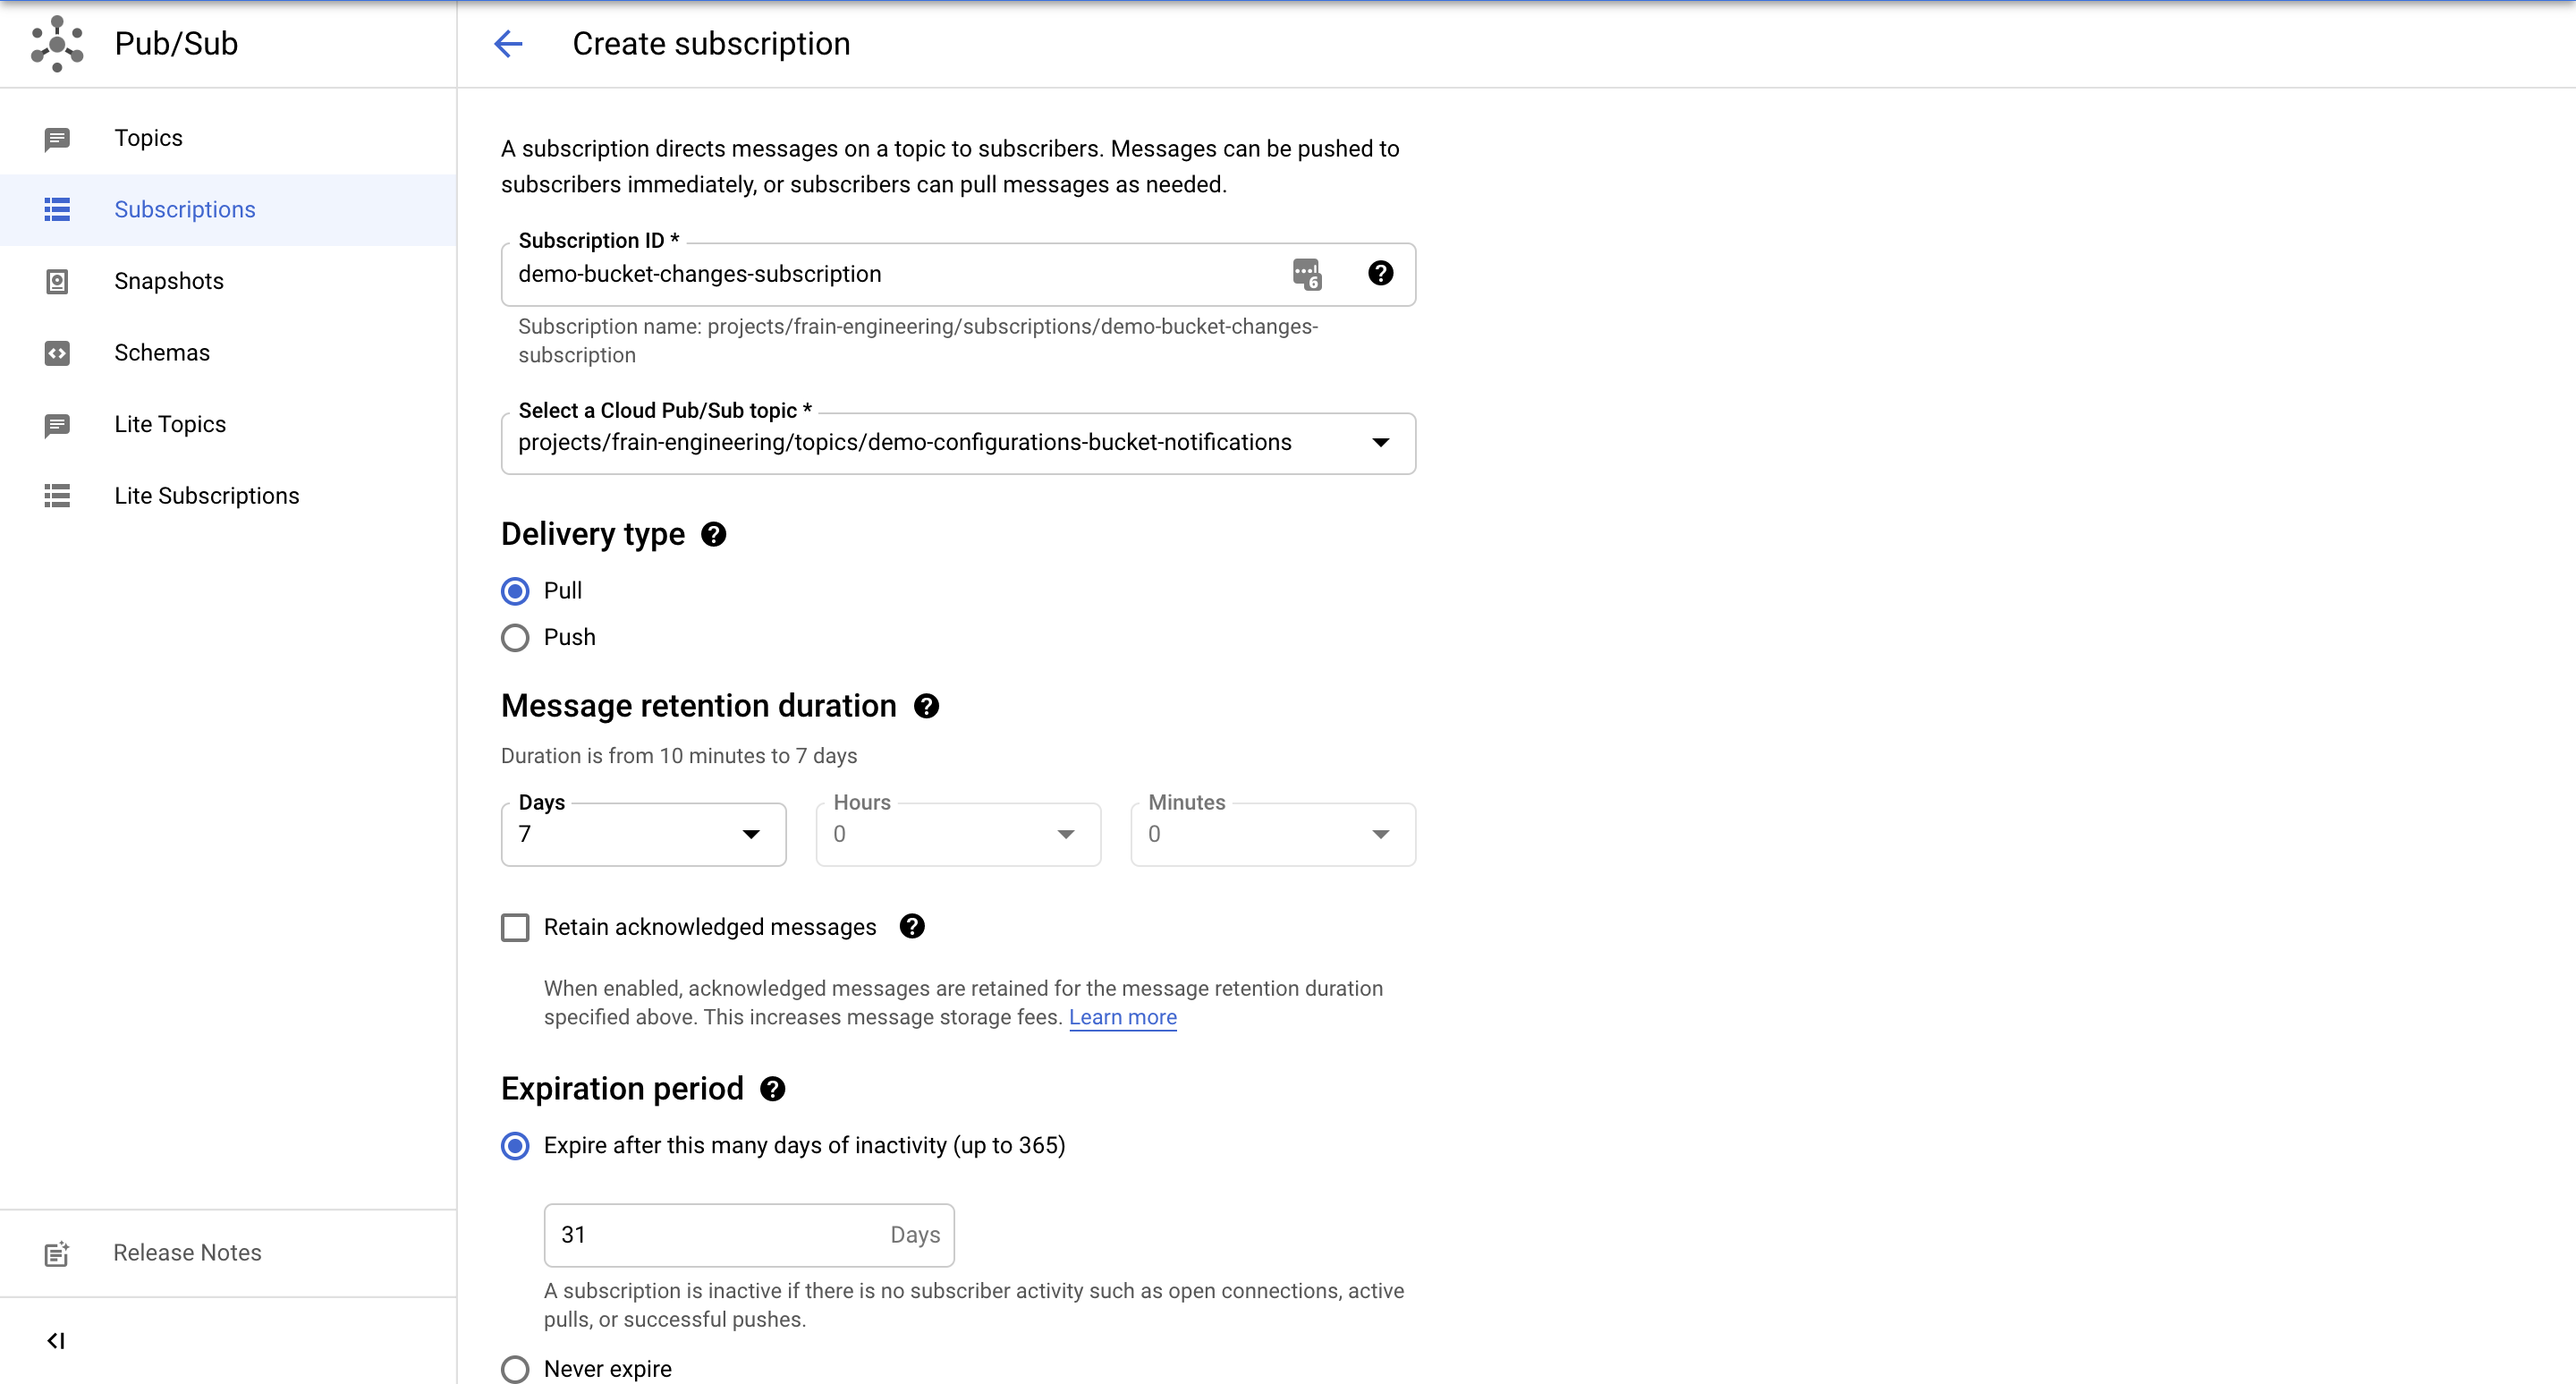 Pub/Sub
Create subscription
Topics
Subscriptions
Snapshots
Schemas
Lite Topics
Lite Subscriptions
Release Notes
A subscription directs messages on a topic to subscribers. Messages can be pushed to
subscribers immediately, or subscribers can pull messages as needed.
Subscription ID *
demo-bucket-changes-subscription
6
Subscription name: projects/frain-engineering/subscriptions/demo-bucket-changes-
subscription
Select a Cloud Pub/Sub topic *
projects/frain-engineering/topics/demo-configurations-bucket-notifications
Delivery type
Pull
Push
Message retention duration
Duration is from 10 minutes to 7 days
Days
7
Hours
0
Minutes
0
Retain acknowledged messages
When enabled, acknowledged messages are retained for the message retention duration
specified above. This increases message storage fees. Learn more
Expiration period
Expire after this many days of inactivity (up to 365)
31 Days
A subscription is inactive if there is no subscriber activity such as open connections, active
pulls, or successful pushes.
Never expire